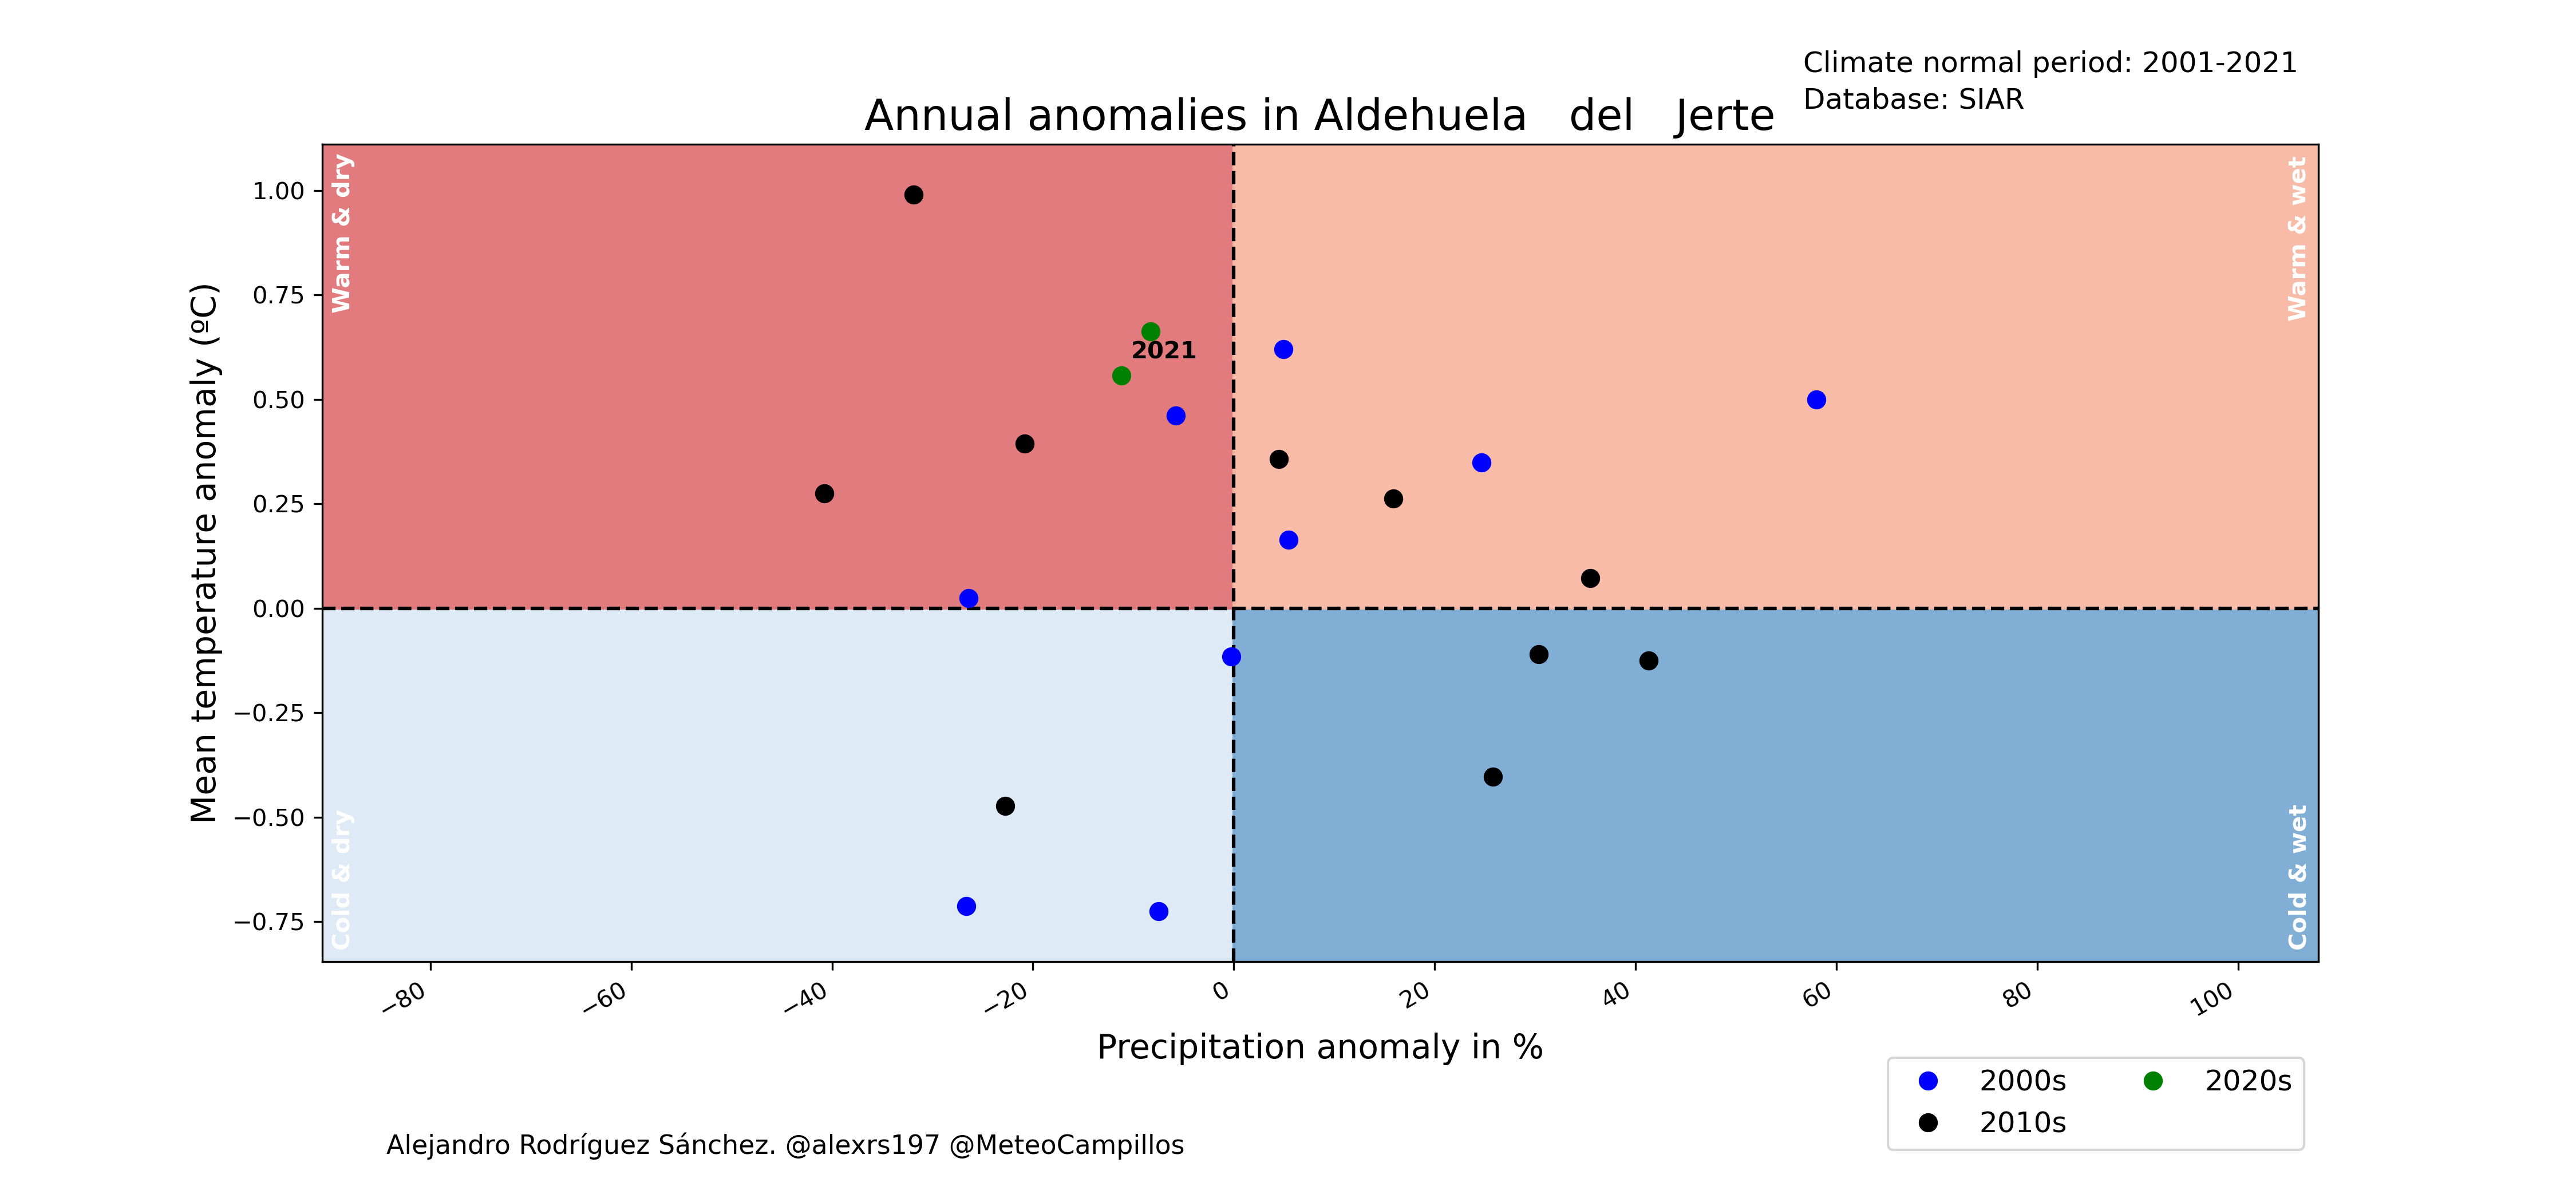 Climate normal period: 2001-2021
Database: SIAR
Annual anomalies in Aldehuela   del   Jerte
Warm & dry
Warm & wet
Mean temperature anomaly (ºC)
1.00
0.75
0.50
0.25
0.00
−0.25
−0.50
−0.75
2021
Cold & dry
Cold & wet
−80 −60 −40 −20 0 20 40 60 80 100
Precipitation anomaly in %
2000s 2020s
2010s
Alejandro Rodríguez Sánchez. @alexrs197 @MeteoCampillos